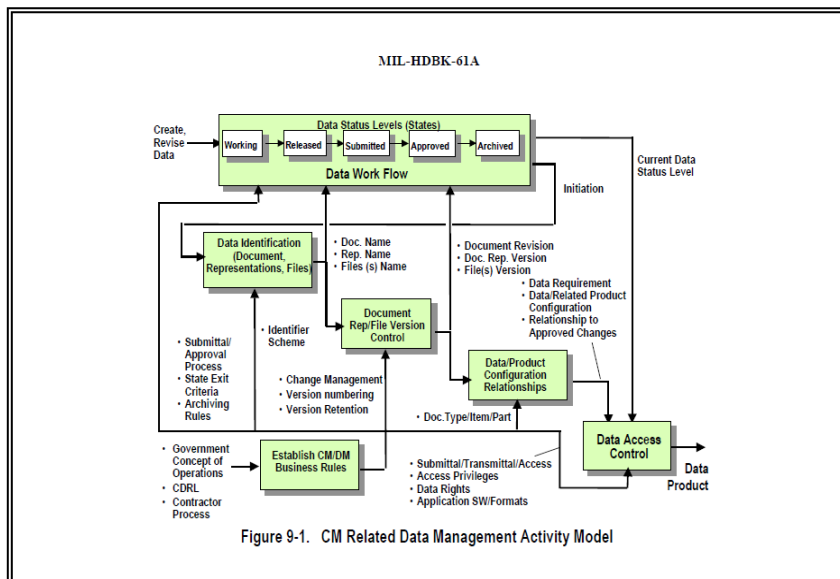 MIL-HDBK-61A
Data Status Levels (States)
Create,
Revise
Data
Working
Released
Submitted
Approved
Archived
Data Work Flow
Current Data
Status Level
Initiation
Data Identification
(Document,
Representations, Files)
• Doc. Name
• Rep. Name
• Files (s) Name
• Document Revision
• Doc. Rep. Version
• File(s) Version
• Data Requirement
• Data/Related Product
Configuration
• Relationship to
Approved Changes
Document
Rep/File Version
Control
• Identifier
Scheme
• Submittal/
Approval
Process
• State Exit
Criteria
• Archiving
Rules
• Change Management
• Version numbering
• Version Retention
Data/Product
Configuration
Relationships
• Doc.Type/Item/Part
Data Access
Control
Data
Product
• Government
Concept of
Operations
• CDRL
• Contractor
Process
Establish CM/DM
Business Rules
• Submittal/Transmittal/Access
• Access Privileges
• Data Rights
• Application SW/Formats
Figure 9-1. CM Related Data Management Activity Model